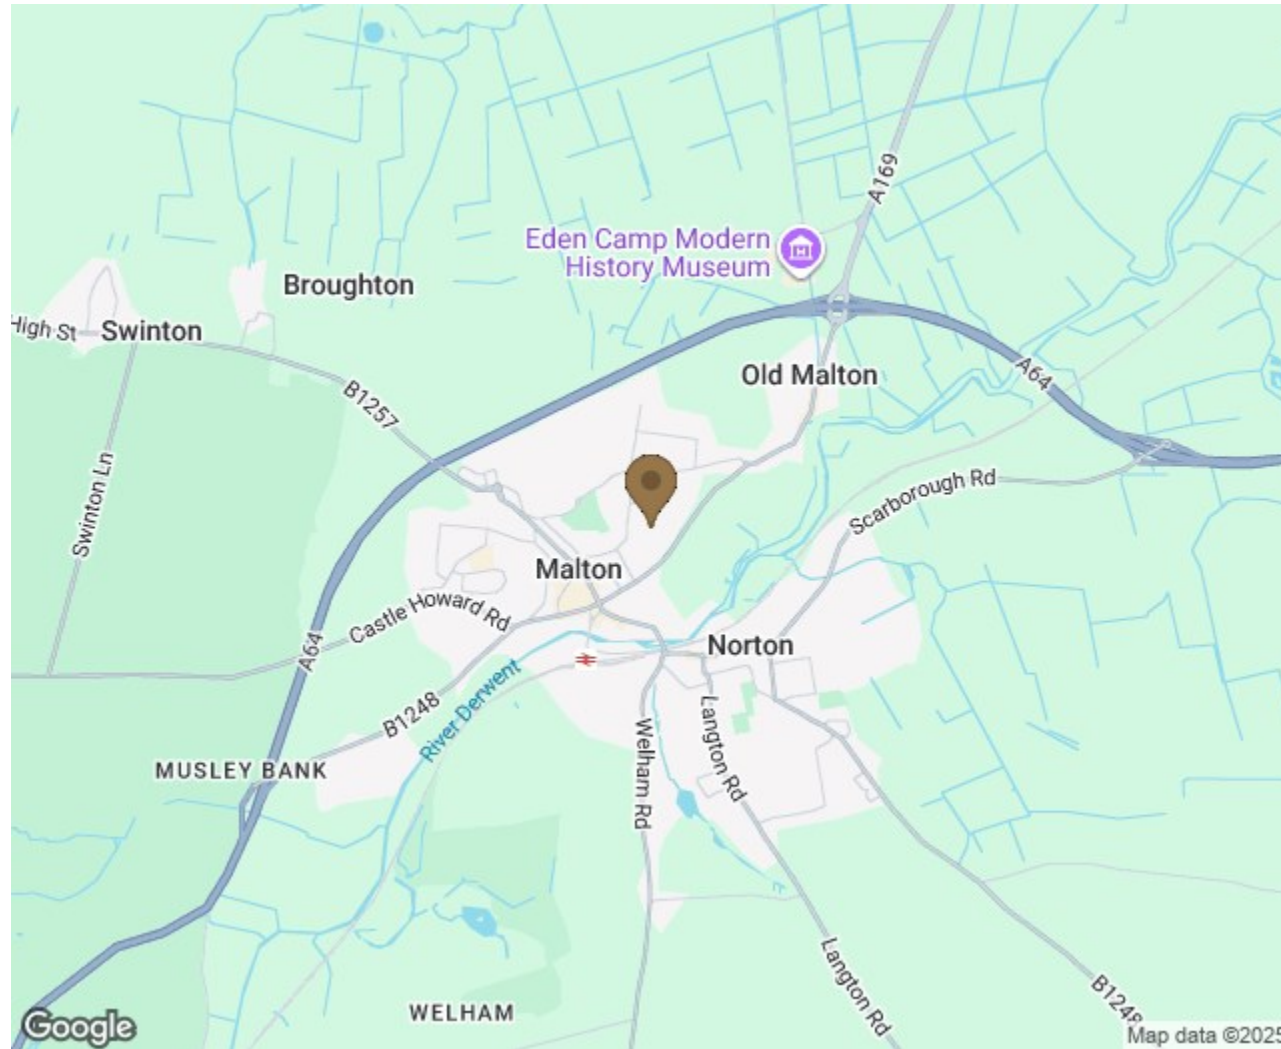 A169
Eden Camp Modern
History Museum
Broughton
High St
Swinton
B1257
Old Malton
A64
Swinton Ln
Scarborough Rd
Malton
Castle Howard Rd
A64
Norton
River Derwent
B1248
Langton Rd
Welham Rd
MUSLEY BANK
Langton Rd
B1248
WELHAM
Google
Map data ©2025